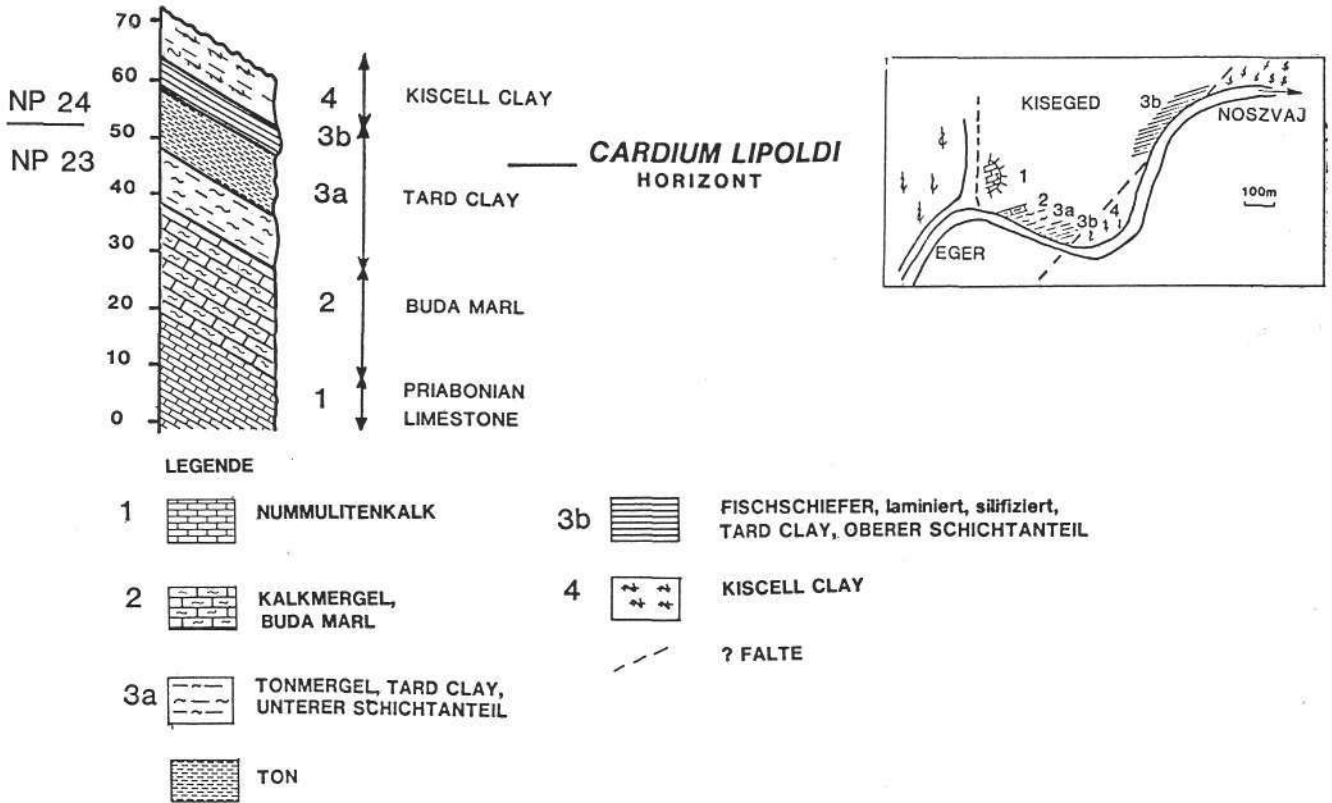 70
60
50
40
30
20
10
0
NP 24
NP 23
4
3b
3a
2
1
KISCELL CLAY
TARD CLAY
BUDA MARL
PRIABONIAN
LIMESTONE
CARDIUM LIPOLDI
HORIZONT
KISEGED
3b
NOSZVAJ
1
2
3a
3b
4
100m
EGER
LEGENDE
1
NUMMULITENKALK
2
KALKMERGEL,
BUDA MARL
3a
TONMERGEL, TARD CLAY,
UNTERER SCHICHTANTEIL
TON
3b
FISCHSCHIEFER, laminiert, silifiziert,
TARD CLAY, OBERER SCHICHTANTEIL
4
KISCELL CLAY
? FALTE